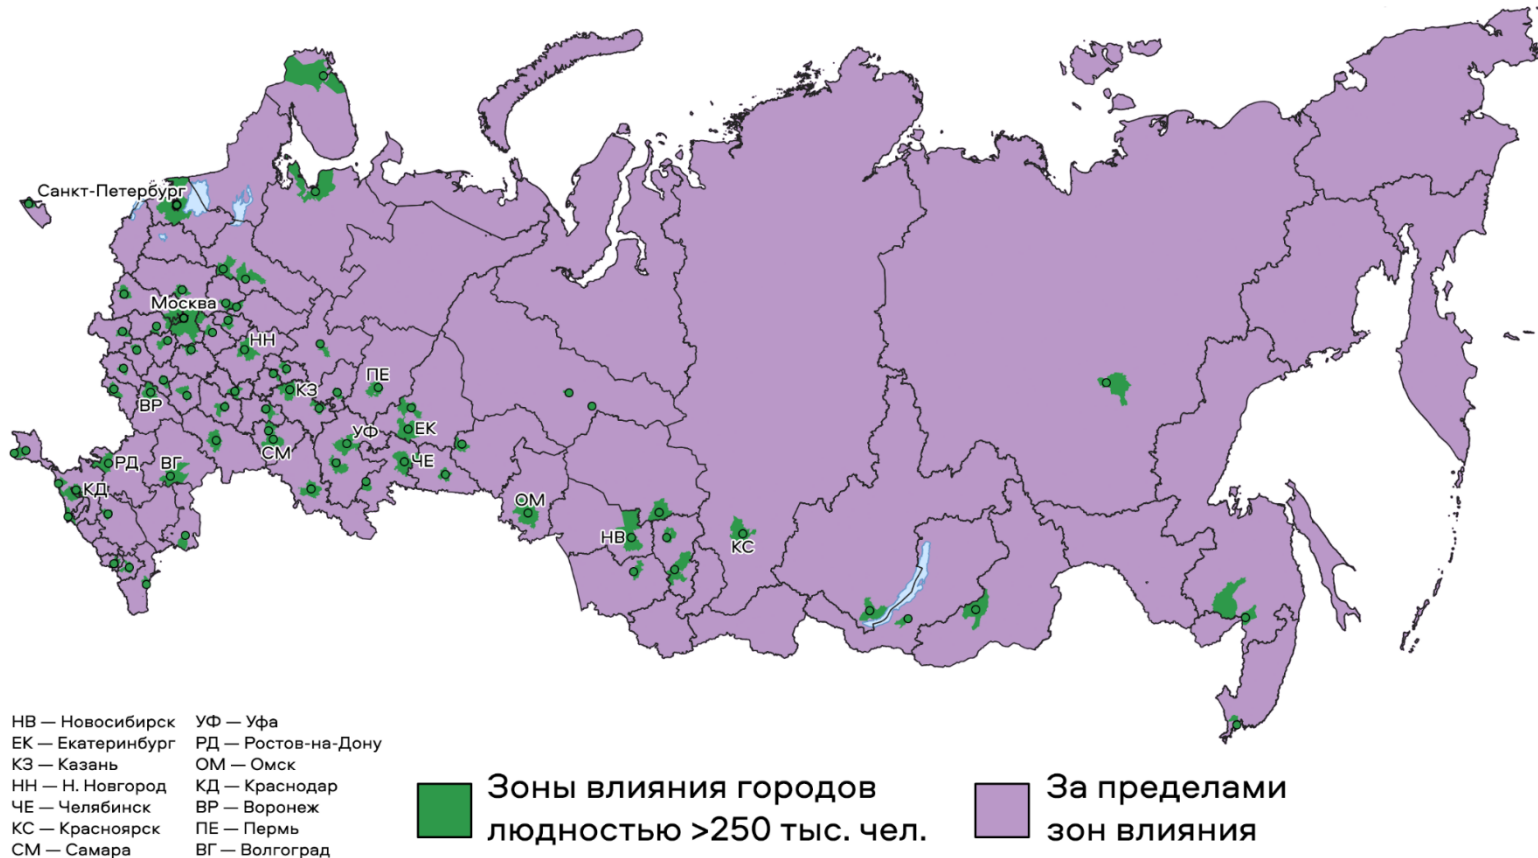 Санкт-Петербург
Москва
НН
ПЕ
КЗ
ВР
ЕК
УФ
СМ
ЧЕ
РД
ВГ
КД
ОМ
НВ
КС
НВ — Новосибирск
ЕК — Екатеринбург
КЗ — Казань
НН — Н. Новгород
ЧЕ — Челябинск
КС — Красноярск
СМ — Самара
УФ — Уфа
РД — Ростов-на-Дону
ОМ — Омск
КД — Краснодар
ВР — Воронеж
ПЕ — Пермь
ВГ — Волгоград
Зоны влияния городов
людностью >250 тыс. чел.
За пределами
зон влияния